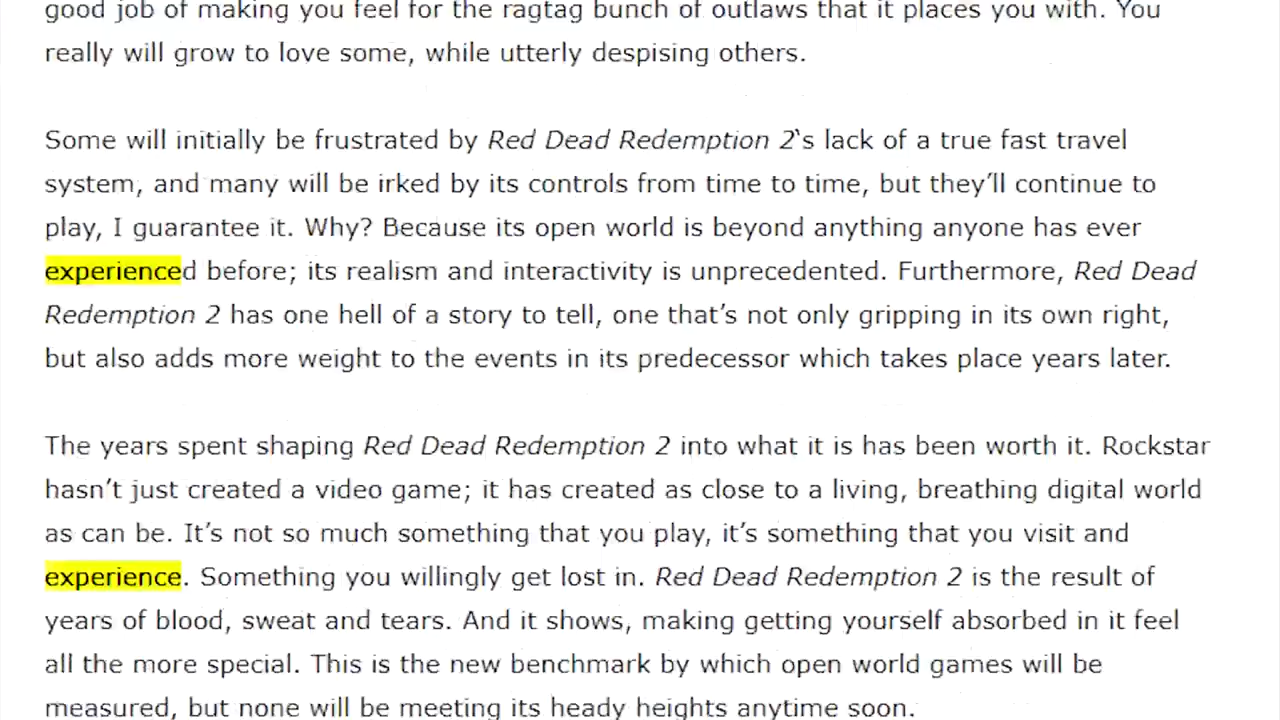 good job of making you feel for the ragtag bunch of outlaws that it places you with. You
really will grow to love some, while utterly despising others.
Some will initially be frustrated by Red Dead Redemption 2‘s lack of a true fast travel
system, and many will be irked by its controls from time to time, but they’ll continue to
play, I guarantee it. Why? Because its open world is beyond anything anyone has ever
experienced before; its realism and interactivity is unprecedented. Furthermore, Red Dead
Redemption 2 has one hell of a story to tell, one that’s not only gripping in its own right,
but also adds more weight to the events in its predecessor which takes place years later.
The years spent shaping Red Dead Redemption 2 into what it is has been worth it. Rockstar
hasn’t just created a video game; it has created as close to a living, breathing digital world
as can be. It’s not so much something that you play, it’s something that you visit and
experience. Something you willingly get lost in. Red Dead Redemption 2 is the result of
years of blood, sweat and tears. And it shows, making getting yourself absorbed in it feel
all the more special. This is the new benchmark by which open world games will be
measured, but none will be meeting its heady heights anytime soon.